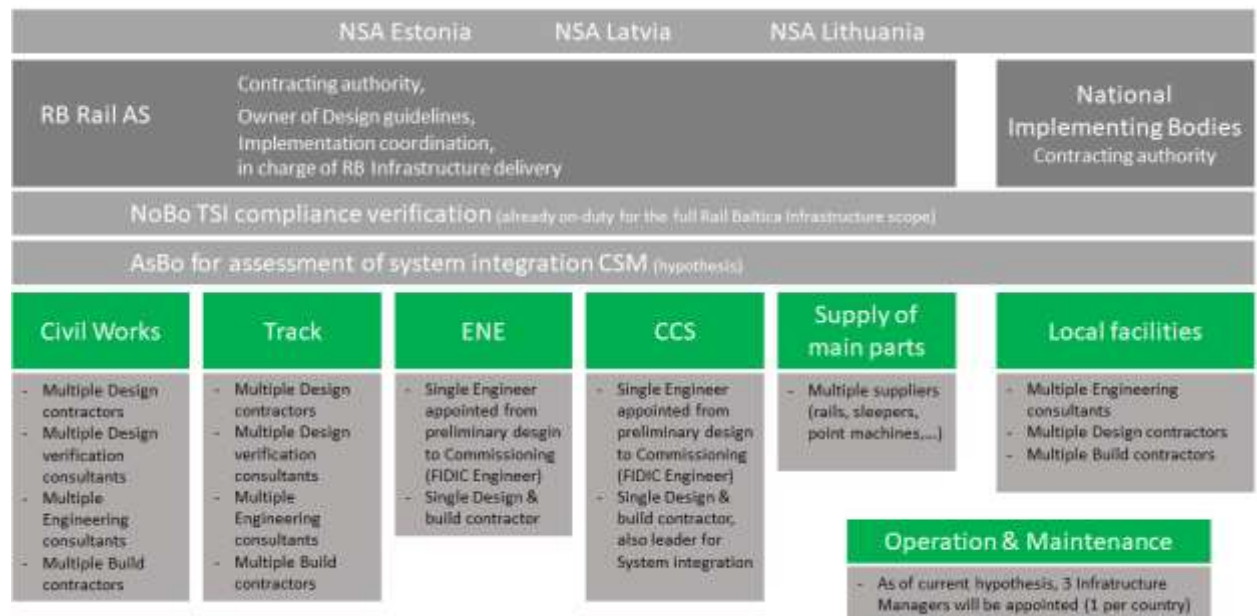 NSA Estonia NSA Latvia NSA Lithuania
RB Rail AS
Contracting authority,
Owner of Design guidelines,
Implementation coordination,
in charge of RB Infrastructure delivery
National
Implementing Bodies
Contracting authority
NoBo TSI compliance verification (already on-duty for the full Rail Baltica Infrastructure scope)
AsBo for assessment of system integration CSM (hypothesis)
Civil Works
- Multiple Design
contractors
- Multiple Design
verification
consultants
- Multiple
Engineering
consultants
- Multiple Build
contractors
Track
- Multiple Design
contractors
- Multiple Design
verification
consultants
- Multiple
Engineering
consultants
- Multiple Build
contractors
ENE
- Single Engineer
appointed from
preliminary desgin
to Commissioning
(FIDIC Engineer)
- Single Design &
build contractor
CCS
- Single Engineer
appointed from
preliminary design
to Commissioning
(FIDIC Engineer)
- Single Design &
build contractor,
also leader for
System integration
Supply of
main parts
- Multiple suppliers
(rails, sleepers,
point machines,...)
Local facilities
- Multiple Engineering
consultants
- Multiple Design contractors
- Multiple Build contractors
Operation & Maintenance
- As of current hypothesis, 3 Infratructure
Managers will be appointed (1 per country)